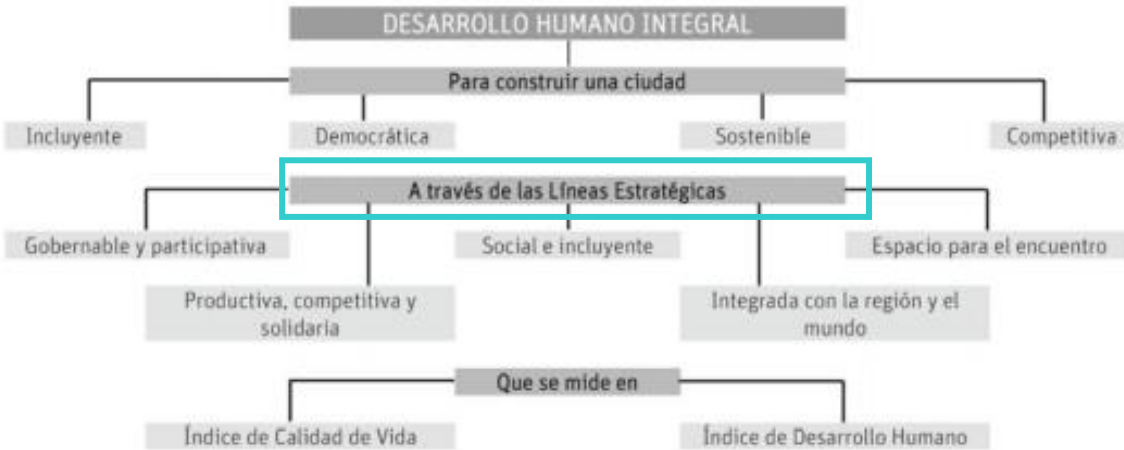 DESARROLLO HUMANO INTEGRAL
Para construir una ciudad
Incluyente
Democrática
Sostenible
Competitiva
A través de las Líneas Estratégicas
Gobernable y participativa
Social e incluyente
Espacio para el encuentro
Productiva, competitiva y
solidaria
Integrada con la región y el
mundo
Que se mide en
Índice de Calidad de Vida
Índice de Desarrollo Humano